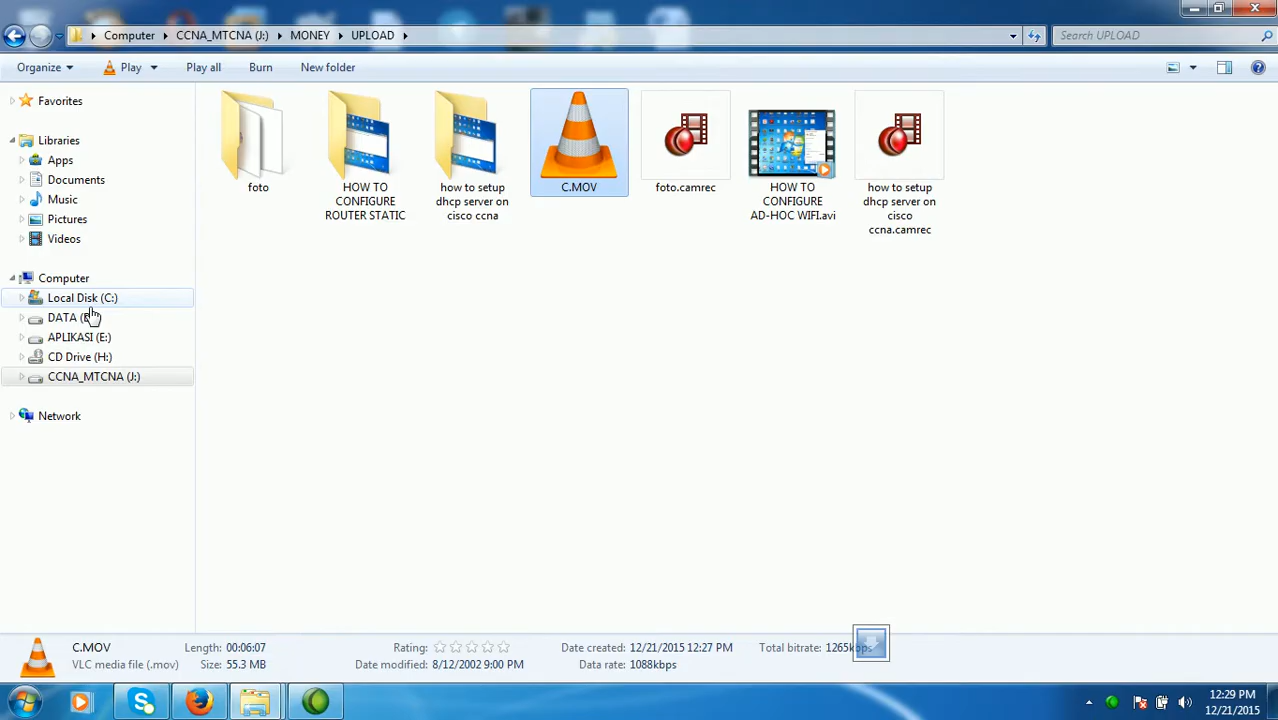 Computer CCNA_MTCNA (J:) MONEY UPLOAD
Search UPLOAD
Organize Play Play all Burn New folder
Favorites
Libraries
Apps
Documents
Music
Pictures
Videos
Computer
Local Disk (C:)
DATA
APLIKASI (E:)
CD Drive (H:)
CCNA_MTCNA (J:)
Network
foto
HOW TO
CONFIGURE
ROUTER STATIC
how to setup
dhcp server on
cisco ccna
C.MOV
foto.camrec
HOW TO
CONFIGURE
AD-HOC WIFI.avi
how to setup
dhcp server on
cisco
ccna.camrec
C.MOV Length: 00:06:07 Rating: Date created: 12/21/2015 12:27 PM Total bitrate: 1265kbps
VLC media file (.mov) Size: 55.3 MB Date modified: 8/12/2002 9:00 PM Data rate: 1088kbps
12:29 PM
12/21/2015